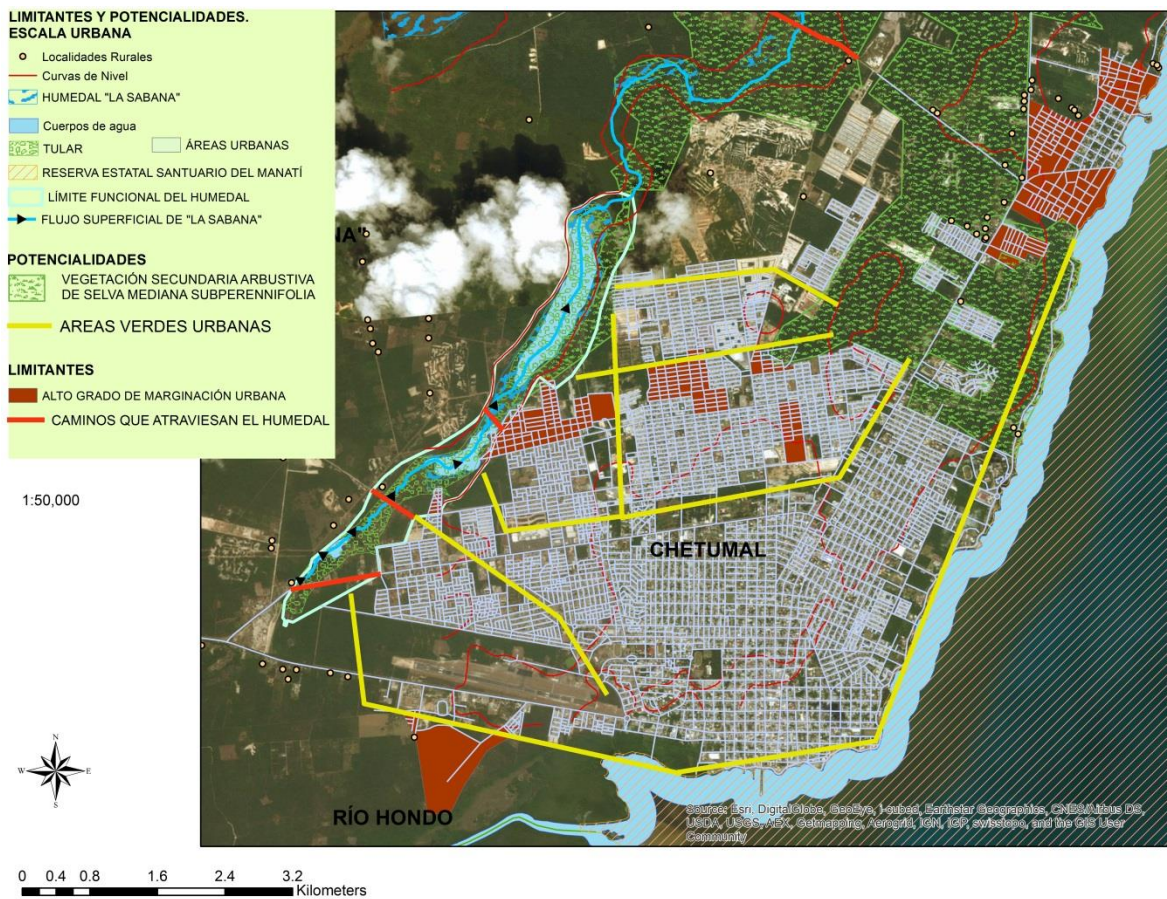 LIMITANTES Y POTENCIALIDADES.
ESCALA URBANA
Localidades Rurales
Curvas de Nivel
HUMEDAL "LA SABANA"
Cuerpos de agua
TULAR
ÁREAS URBANAS
RESERVA ESTATAL SANTUARIO DEL MANATÍ
LÍMITE FUNCIONAL DEL HUMEDAL
FLUJO SUPERFICIAL DE "LA SABANA"
POTENCIALIDADES
VEGETACIÓN SECUNDARIA ARBUSTIVA
DE SELVA MEDIANA SUBPERENNIFOLIA
AREAS VERDES URBANAS
LIMITANTES
ALTO GRADO DE MARGINACIÓN URBANA
CAMINOS QUE ATRAVIESAN EL HUMEDAL
NA"
1:50,000
CHETUMAL
N
W E
S
RÍO HONDO
Source: Esri, DigitalGlobe, GeoEye, i-cubed, Earthstar Geographics, CNES/Airbus DS,
USDA, USGS, AEX, Getmapping, Aerogrid, IGN, IGP, swisstopo, and the GIS User
Community
0 0.4 0.8 1.6 2.4 3.2
Kilometers